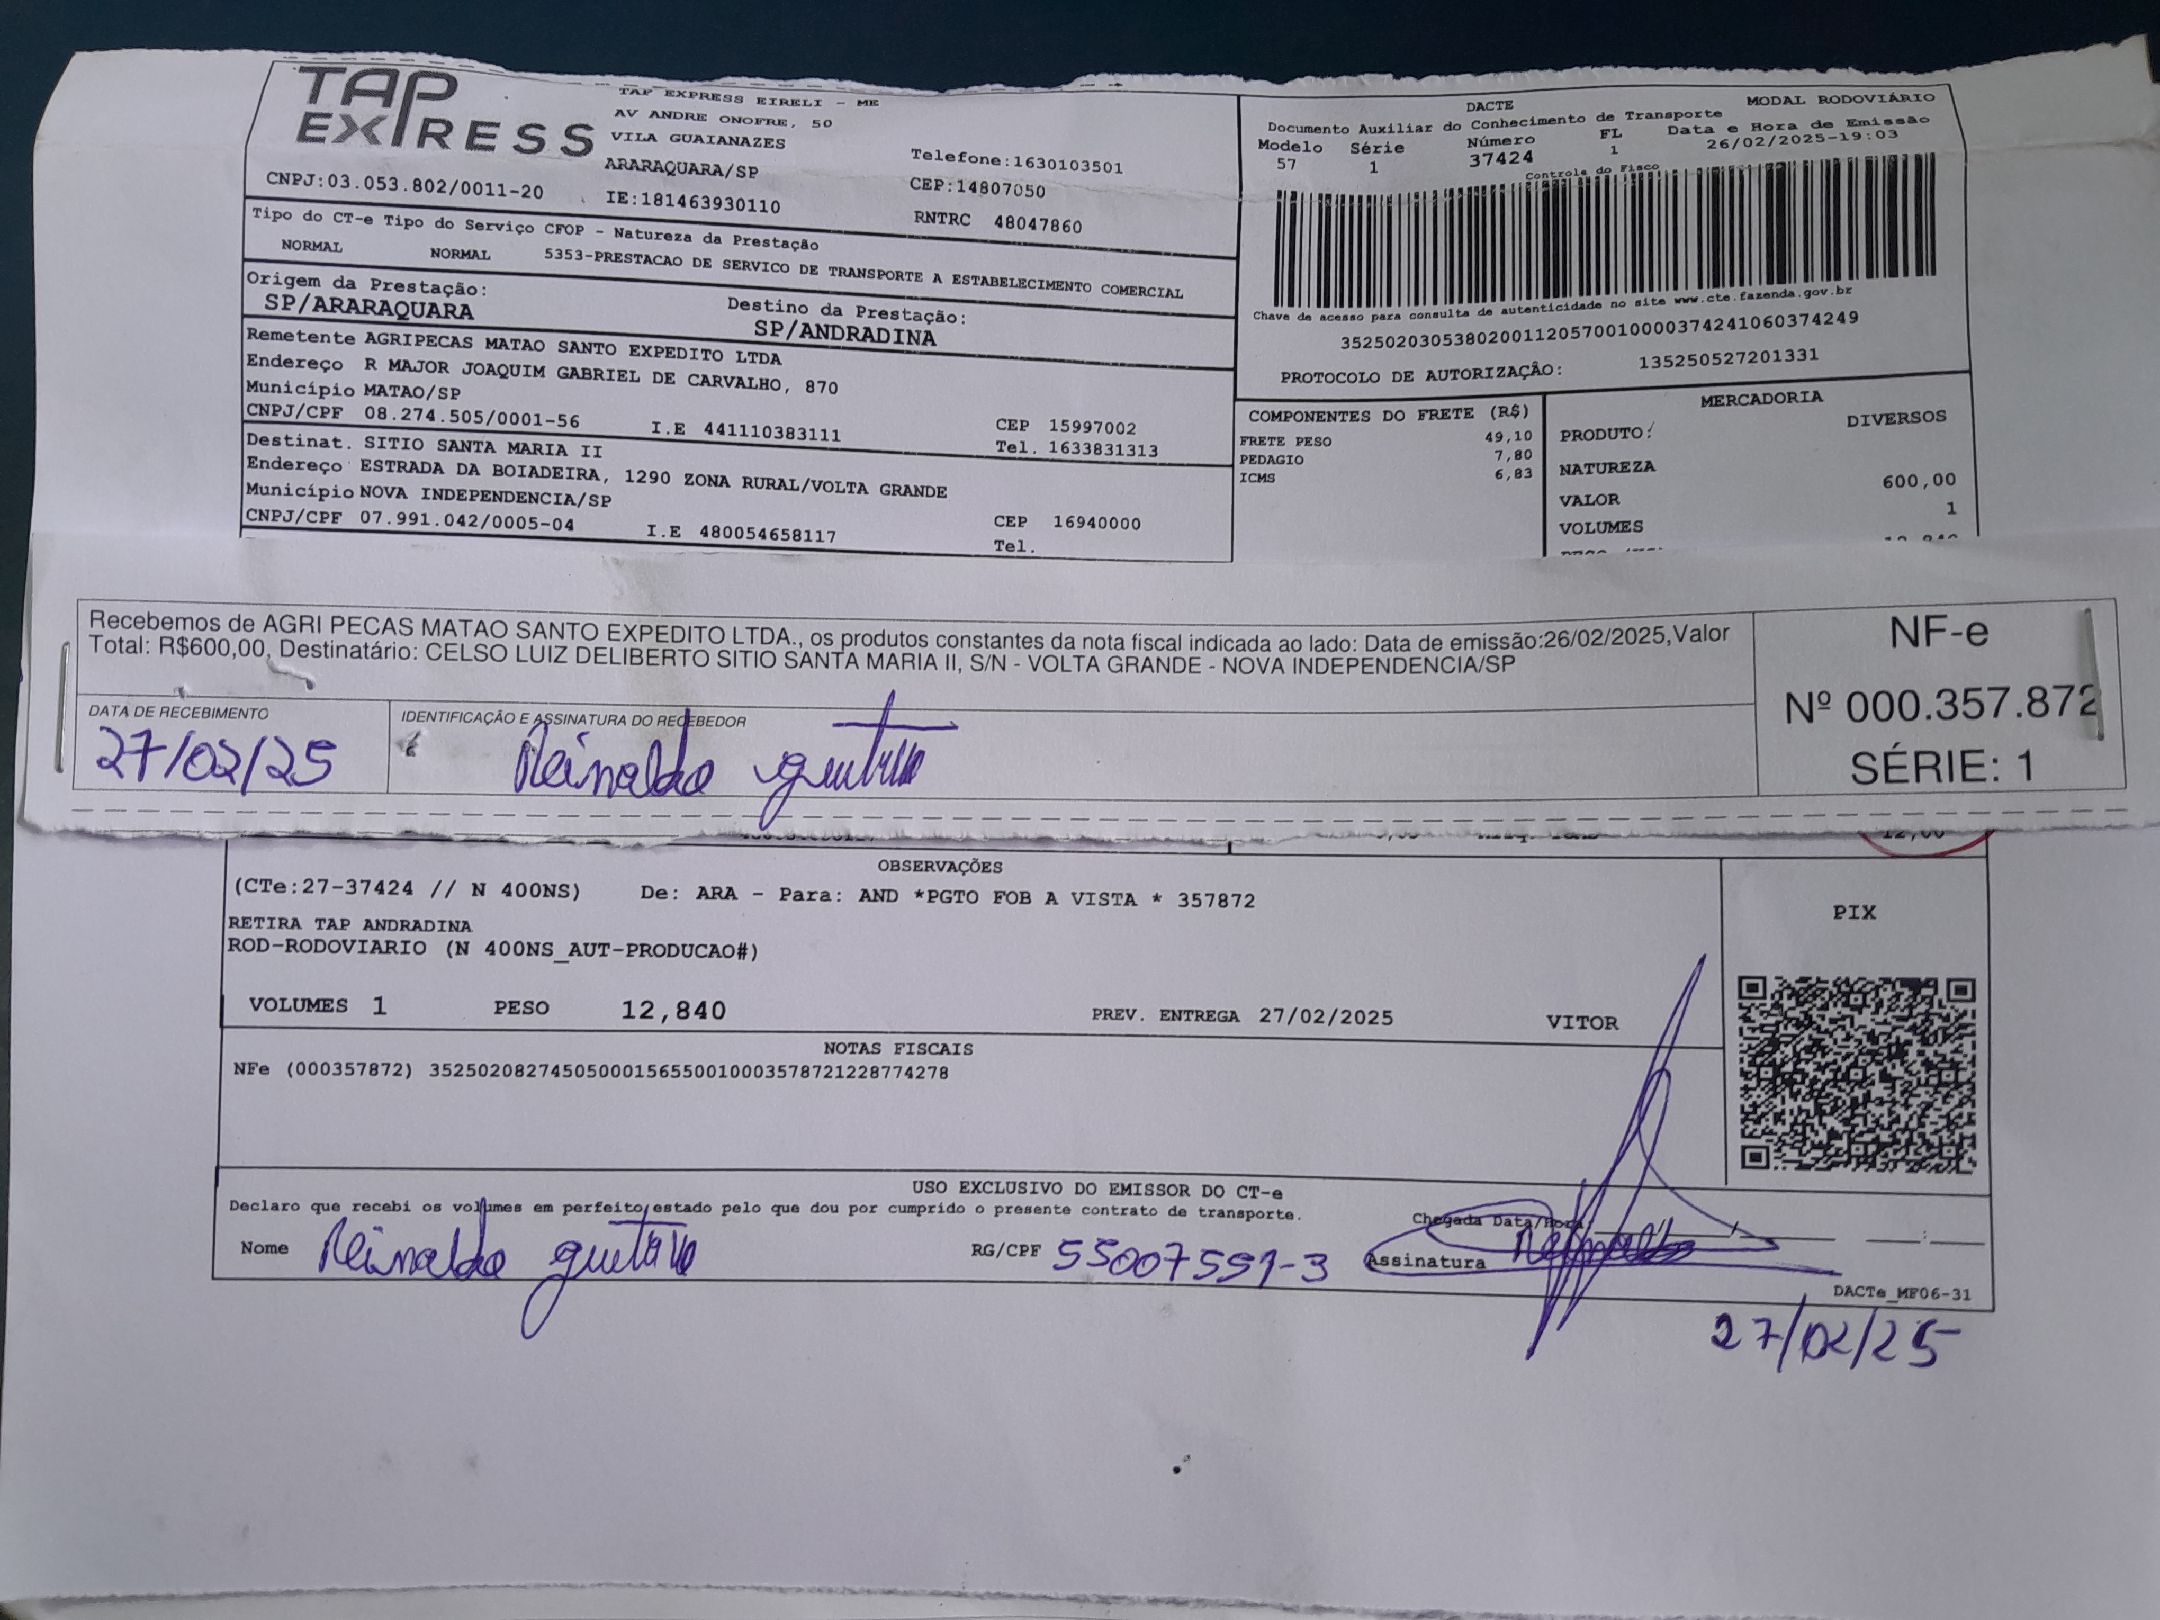 TAP EXPRESS
TAP EXPRESS EIRELI - ME
AV ANDRE ONOFRE, 50
VILA GUAIANAZES
ARARAQUARA/SP
Telefone:1630103501
CNPJ:03.053.802/0011-20
IE:181463930110
CEP:14807050
RNTRC 48047860
DACTE MODAL RODOVIÁRIO
Documento Auxiliar do Conhecimento de Transporte
Modelo Série Número FL Data e Hora de Emissão
57 1 37424 1 26/02/2025-19:03
Controle do Fisco
Chave de acesso para consulta de autenticidade no site www.cte.fazenda.gov.br
35250203053802001120570010000374241060374249
PROTOCOLO DE AUTORIZAÇÃO: 135250527201331
Tipo do CT-e Tipo do Serviço CFOP - Natureza da Prestação
NORMAL NORMAL 5353-PRESTACAO DE SERVICO DE TRANSPORTE A ESTABELECIMENTO COMERCIAL
Origem da Prestação: Destino da Prestação:
SP/ARARAQUARA SP/ANDRADINA
Remetente AGRIPECAS MATAO SANTO EXPEDITO LTDA
Endereço R MAJOR JOAQUIM GABRIEL DE CARVALHO, 870
Município MATAO/SP CEP 15997002
CNPJ/CPF 08.274.505/0001-56 I.E 441110383111 Tel. 1633831313
Destinat. SITIO SANTA MARIA II
Endereço ESTRADA DA BOIADEIRA, 1290 ZONA RURAL/VOLTA GRANDE
Município NOVA INDEPENDENCIA/SP CEP 16940000
CNPJ/CPF 07.991.042/0005-04 I.E 480054658117 Tel.
COMPONENTES DO FRETE (R$)
FRETE PESO 49,10
PEDAGIO 7,80
ICMS 6,83
MERCADORIA
PRODUTO: DIVERSOS
NATUREZA
VALOR 600,00
VOLUMES 1
Recebemos de AGRI PECAS MATAO SANTO EXPEDITO LTDA., os produtos constantes da nota fiscal indicada ao lado: Data de emissão:26/02/2025,Valor
Total: R$600,00, Destinatário: CELSO LUIZ DELIBERTO SITIO SANTA MARIA II, S/N - VOLTA GRANDE - NOVA INDEPENDENCIA/SP
NF-e
Nº 000.357.872
SÉRIE: 1
DATA DE RECEBIMENTO IDENTIFICAÇÃO E ASSINATURA DO RECEBEDOR
27/02/25 Reinaldo gustavo
OBSERVAÇÕES
(CTe:27-37424 // N 400NS) De: ARA - Para: AND *PGTO FOB A VISTA * 357872
RETIRA TAP ANDRADINA
ROD-RODOVIARIO (N 400NS_AUT-PRODUCAO#)
VOLUMES 1 PESO 12,840 PREV. ENTREGA 27/02/2025 VITOR
PIX
NOTAS FISCAIS
NFe (000357872) 35250208274505000156550010003578721228774278
USO EXCLUSIVO DO EMISSOR DO CT-e
Declaro que recebi os volumes em perfeito estado pelo que dou por cumprido o presente contrato de transporte.
Chegada Data/Hora:
Nome Reinaldo gustavo RG/CPF 55007551-3 Assinatura Reinaldo
DACTe_MF06-31
27/02/25